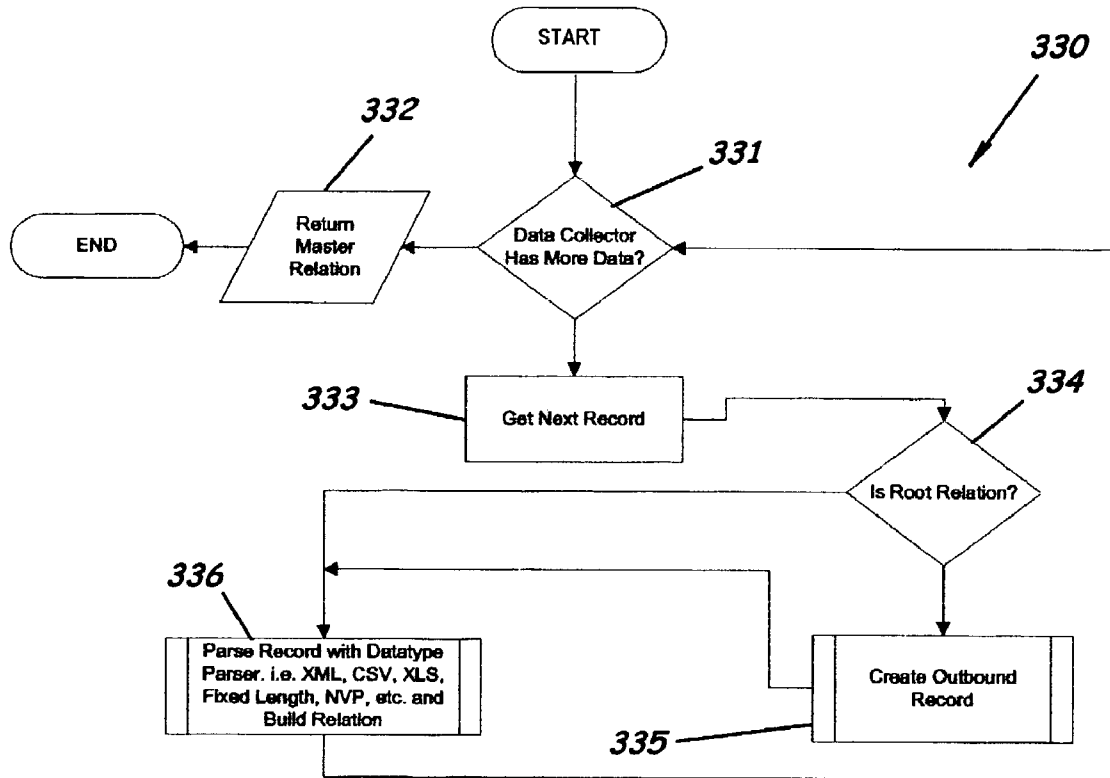 START
330
332
331
Return
Master
Relation
END
Data Collector
Has More Data?
333
Get Next Record
334
Is Root Relation?
336
Parse Record with Datatype
Parser. i.e. XML, CSV, XLS,
Fixed Length, NVP, etc. and
Build Relation
Create Outbound
Record
335